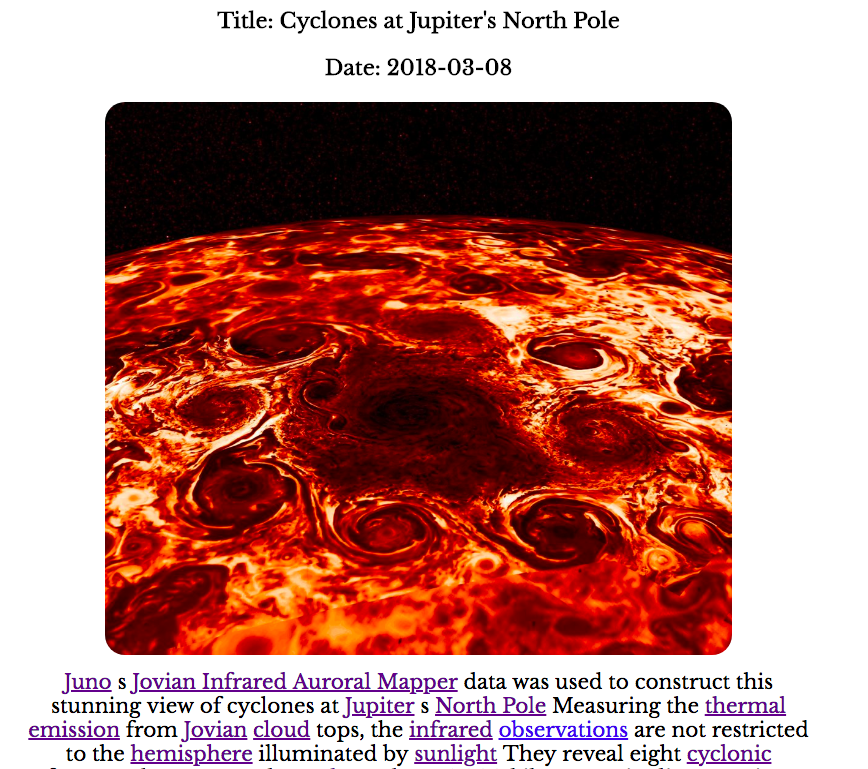 Title: Cyclones at Jupiter's North Pole
Date: 2018-03-08
Juno s Jovian Infrared Auroral Mapper data was used to construct this
stunning view of cyclones at Jupiter s North Pole Measuring the thermal
emission from Jovian cloud tops, the infrared observations are not restricted
to the hemisphere illuminated by sunlight They reveal eight cyclonic